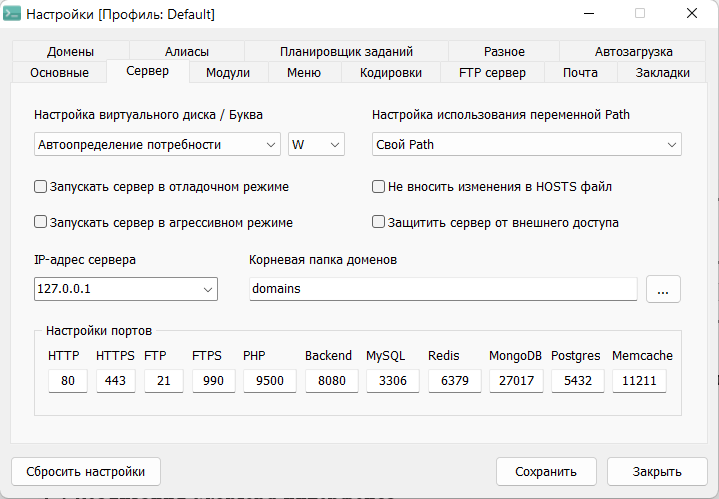 Настройки [Профиль: Default]
Домены Алиасы Планировщик заданий Разное Автозагрузка
Основные Сервер Модули Меню Кодировки FTP сервер Почта Закладки
Настройка виртуального диска / Буква Настройка использования переменной Path
Автоопределение потребности W Свой Path
Запускать сервер в отладочном режиме Не вносить изменения в HOSTS файл
Запускать сервер в агрессивном режиме Защитить сервер от внешнего доступа
IP-адрес сервера Корневая папка доменов
127.0.0.1 domains ...
Настройки портов
HTTP HTTPS FTP FTPS PHP Backend MySQL Redis MongoDB Postgres Memcache
80 443 21 990 9500 8080 3306 6379 27017 5432 11211
Сбросить настройки Сохранить Закрыть